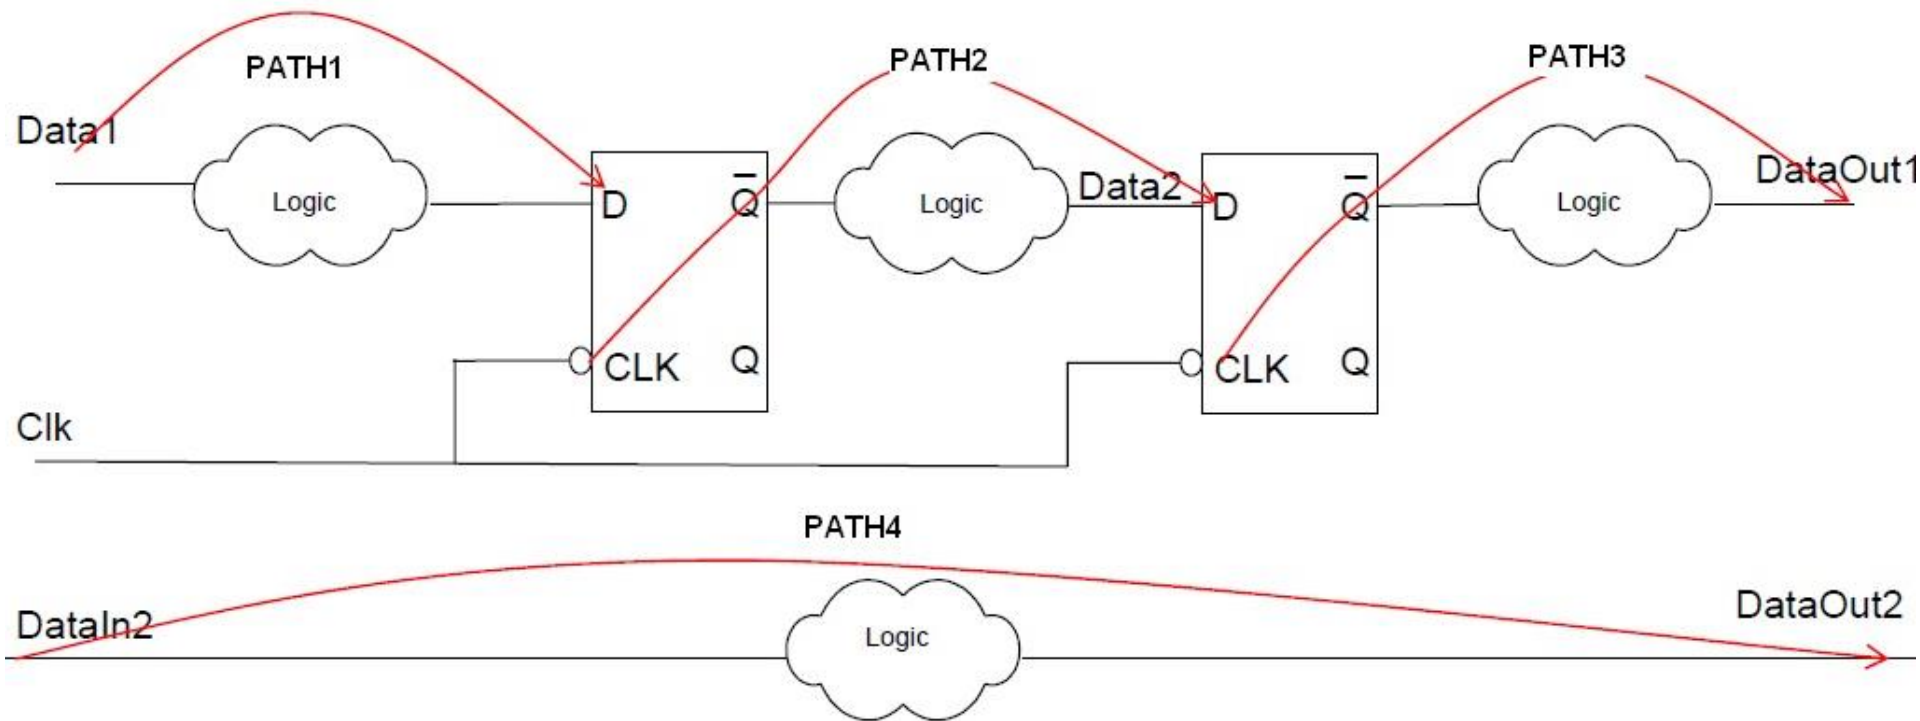 PATH1
PATH2
PATH3
Data1
Logic
D
Q̅
Logic
Data2
D
Q̅
Logic
DataOut1
CLK
Q
CLK
Q
Clk
PATH4
DataIn2
Logic
DataOut2